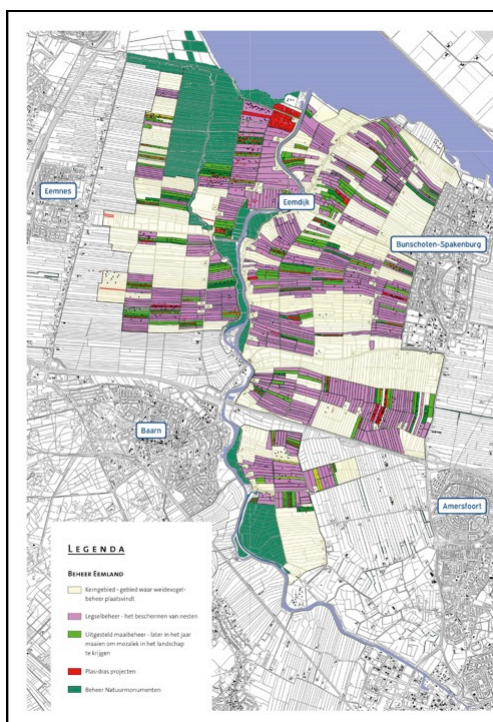 Eemnes
Eemdijk
Bunschoten-Spakenburg
Baarn
Amersfoort
LEGENDA
BEHEER EEMLAND
Kerngebied - gebied waar weidevogel-
beheer plaatsvindt
Legselbeheer - het beschermen van nesten
Uitgesteld maaibeheer - later in het jaar
maaien om mozaïek in het landschap
te krijgen
Plas-dras projecten
Beheer Natuurmonumenten